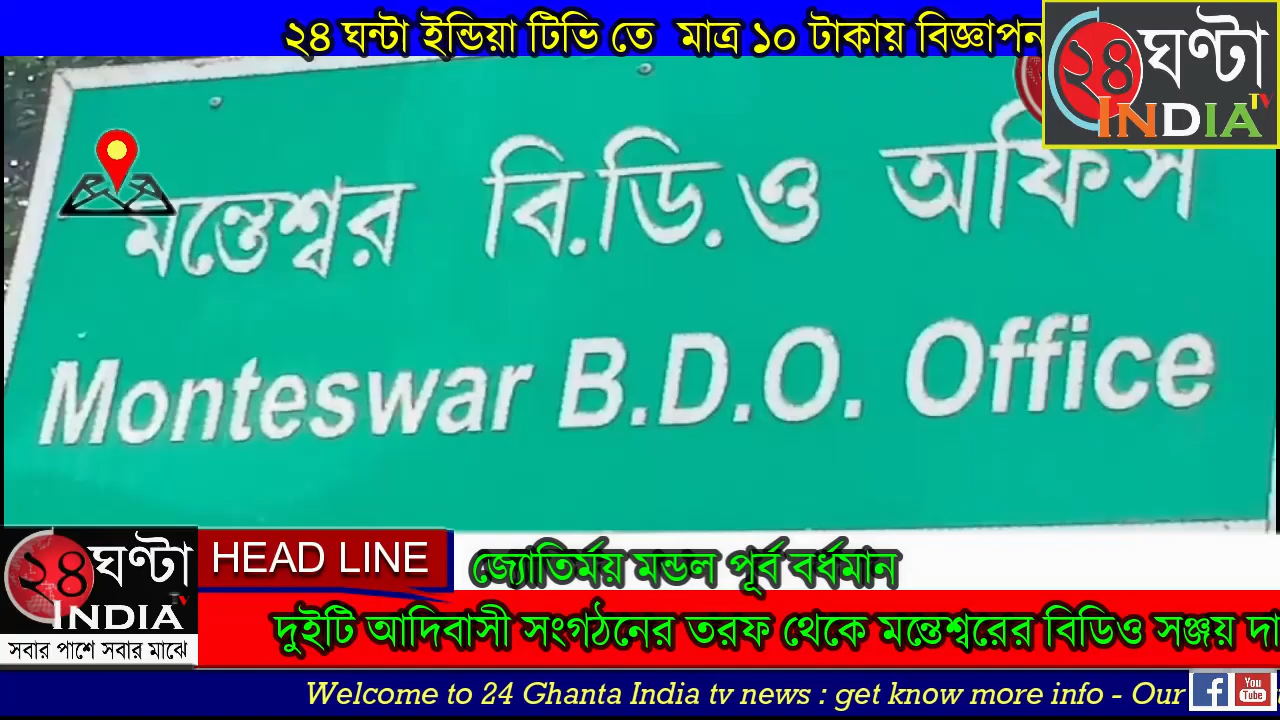 ২৪ ঘন্টা ইন্ডিয়া টিভি তে মাত্র ১০ টাকায় বিজ্ঞাপন
২৪ ঘণ্টা
INDIA TV
মন্তেশ্বর বি.ডি.ও অফিস
Monteswar B.D.O. Office
২৪ ঘণ্টা
INDIA TV
সবার পাশে সবার মাঝে
HEAD LINE
জ্যোতির্ময় মন্ডল পূর্ব বর্ধমান
দুইটি আদিবাসী সংগঠনের তরফ থেকে মন্তেশ্বরের বিডিও সঞ্জয় দা
Welcome to 24 Ghanta India tv news : get know more info - Our
You Tube